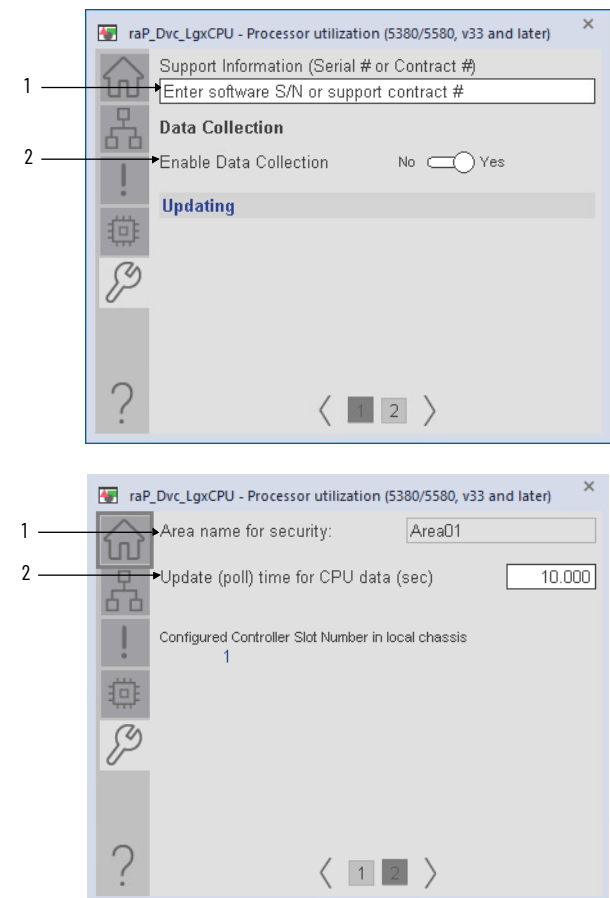 raP_Dvc_LgxCPU - Processor utilization (5380/5580, v33 and later)
Support Information (Serial # or Contract #)
1
Enter software S/N or support contract #
Data Collection
2
Enable Data Collection No Yes
Updating
?
1 2
raP_Dvc_LgxCPU - Processor utilization (5380/5580, v33 and later)
1
Area name for security: Area01
2
Update (poll) time for CPU data (sec) 10.000
Configured Controller Slot Number in local chassis
1
?
1 2